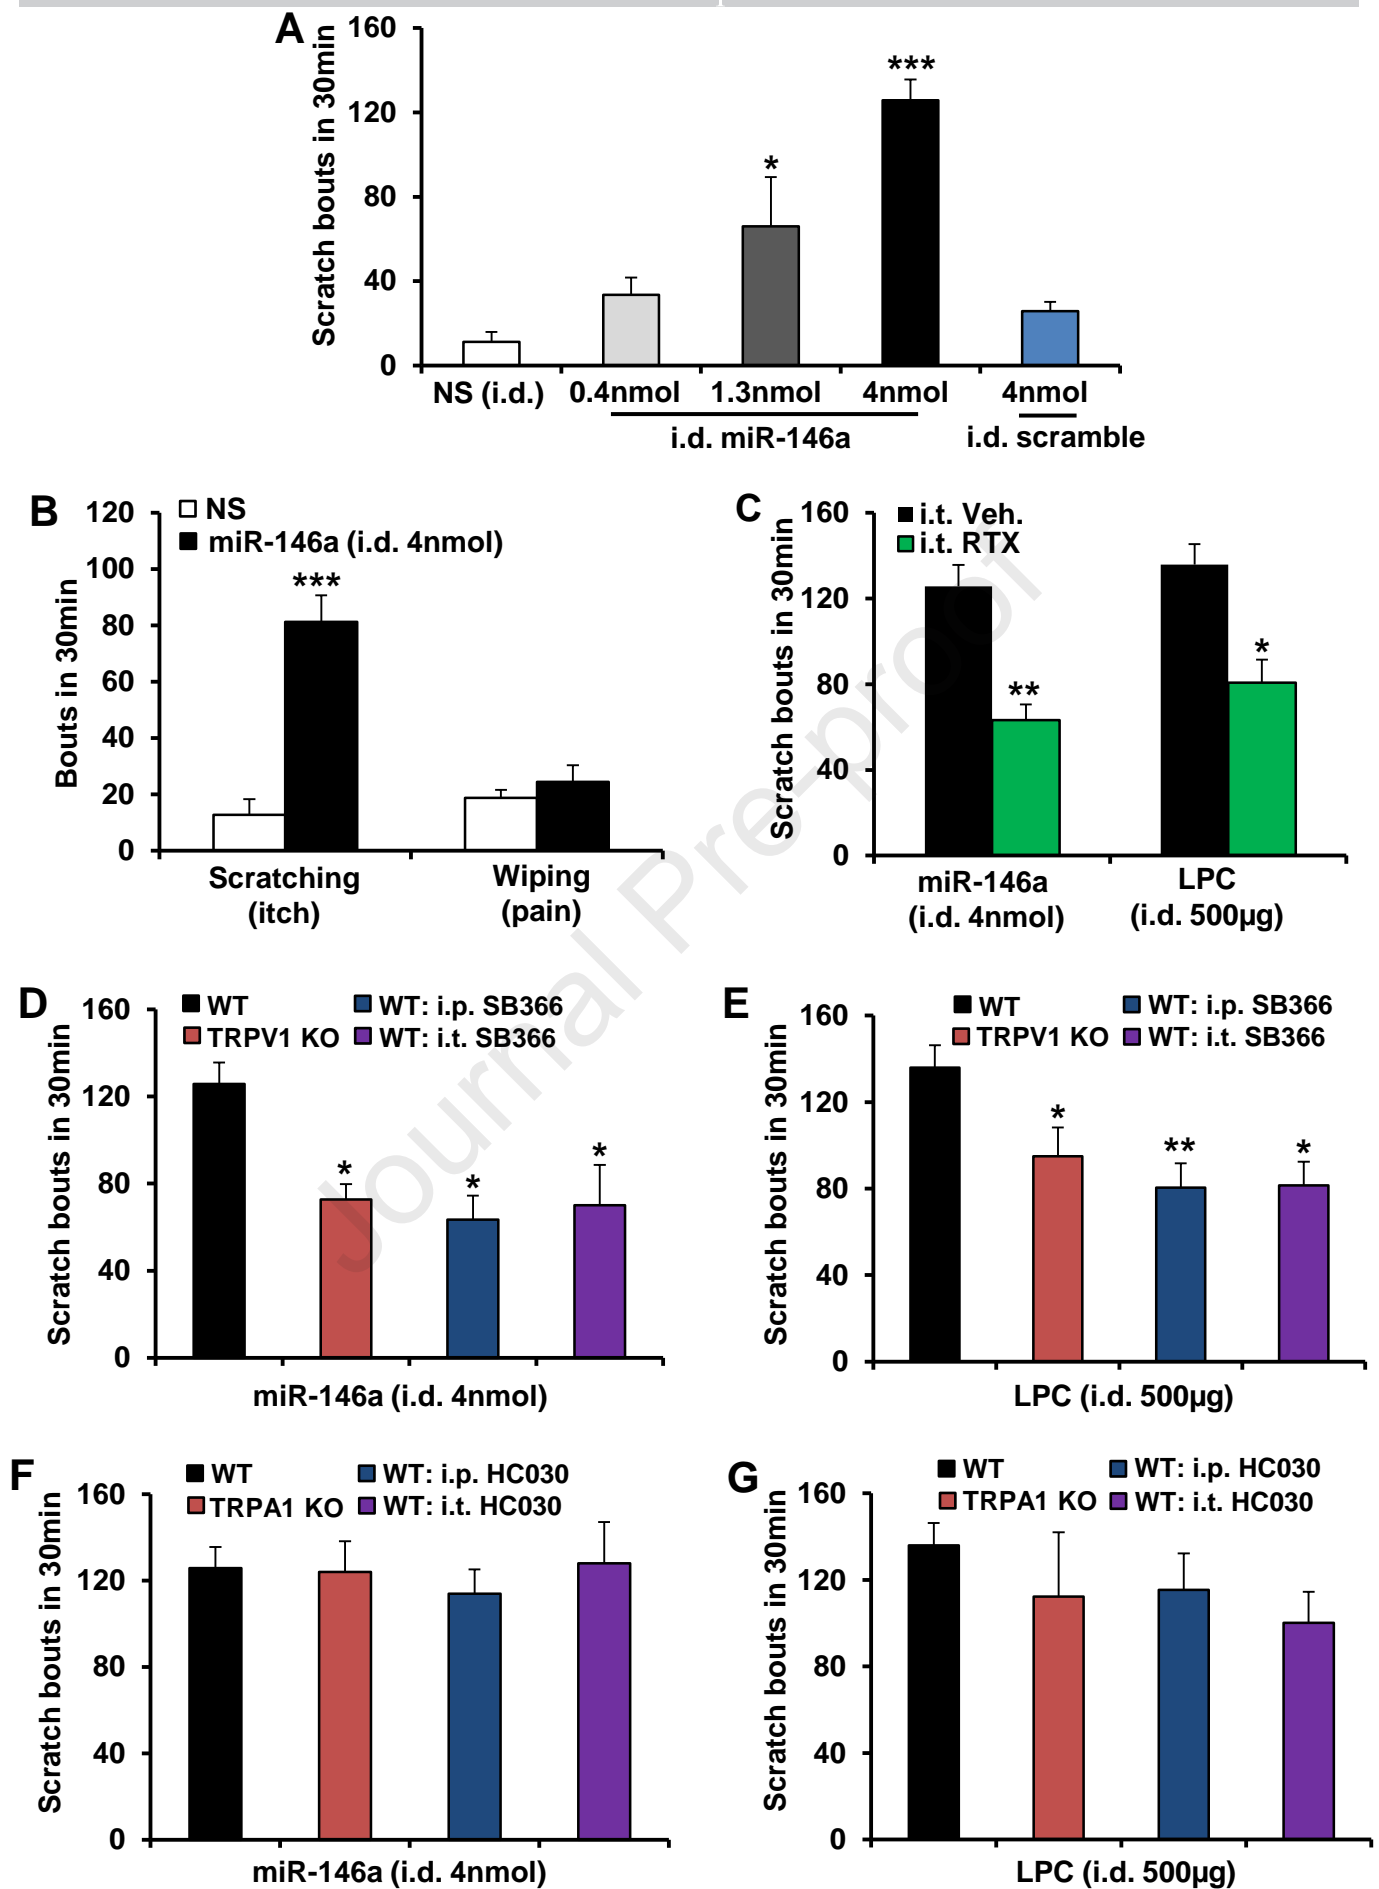 A
Scratch bouts in 30min
160
120
80
40
0
*
***
NS (i.d.) 0.4nmol 1.3nmol 4nmol 4nmol
i.d. miR-146a i.d. scramble
B
Bouts in 30min
120
100
80
60
40
20
0
NS
miR-146a (i.d. 4nmol)
***
Scratching Wiping
(itch) (pain)
C
Scratch bouts in 30min
160
120
80
40
0
i.t. Veh.
i.t. RTX
**
*
miR-146a LPC
(i.d. 4nmol) (i.d. 500µg)
D
Scratch bouts in 30min
160
120
80
40
0
WT WT: i.p. SB366
TRPV1 KO WT: i.t. SB366
* * *
miR-146a (i.d. 4nmol)
E
Scratch bouts in 30min
160
120
80
40
0
WT WT: i.p. SB366
TRPV1 KO WT: i.t. SB366
* ** *
LPC (i.d. 500µg)
F
Scratch bouts in 30min
160
120
80
40
0
WT WT: i.p. HC030
TRPA1 KO WT: i.t. HC030
miR-146a (i.d. 4nmol)
G
Scratch bouts in 30min
160
120
80
40
0
WT WT: i.p. HC030
TRPA1 KO WT: i.t. HC030
LPC (i.d. 500µg)
Journal Pre-proof